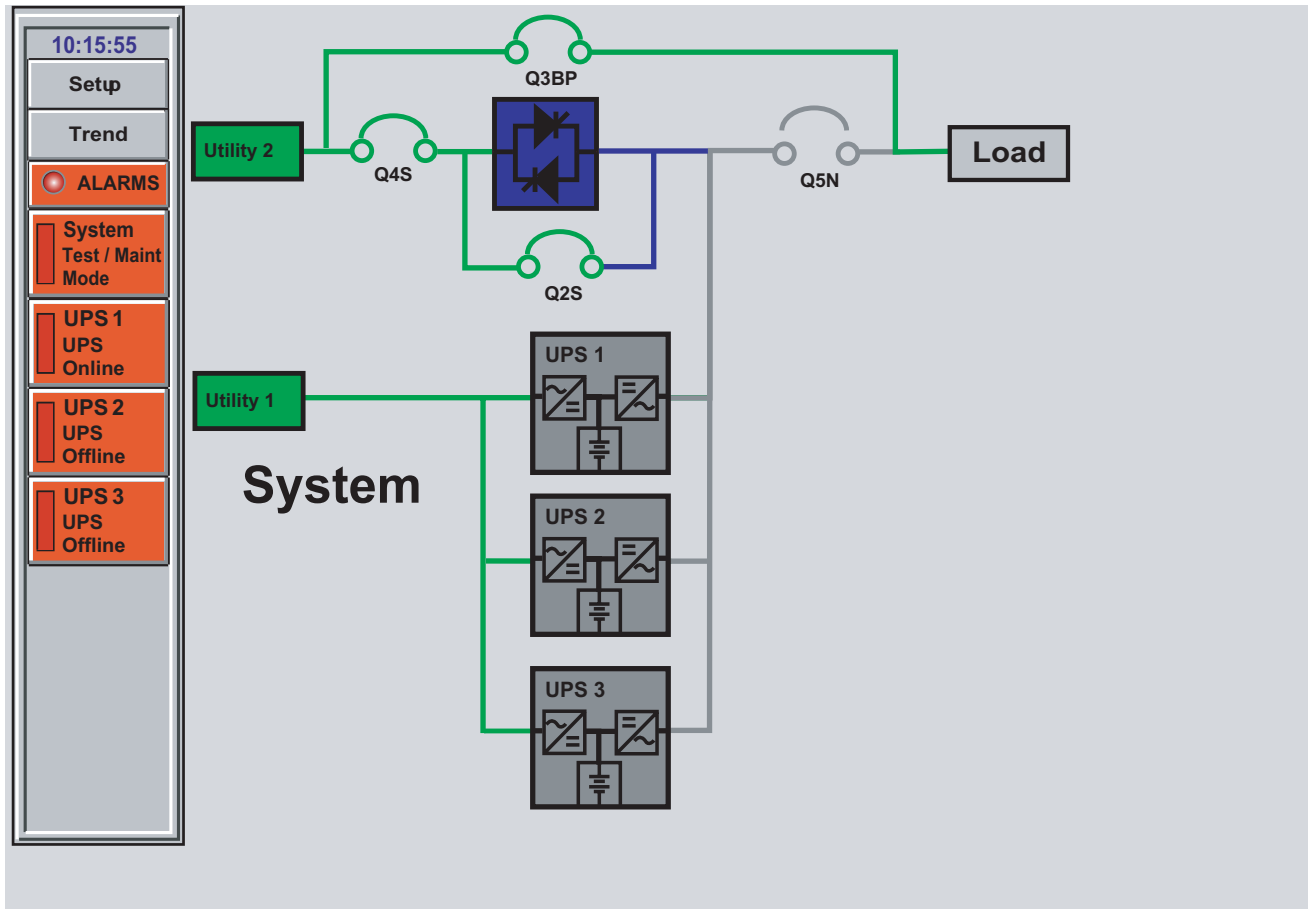 10:15:55
Setup
Trend
ALARMS
System
Test / Maint
Mode
UPS 1
UPS
Online
UPS 2
UPS
Offline
UPS 3
UPS
Offline
Q3BP
Utility 2
Q4S
Q5N
Load
Q2S
UPS 1
Utility 1
System
UPS 2
UPS 3